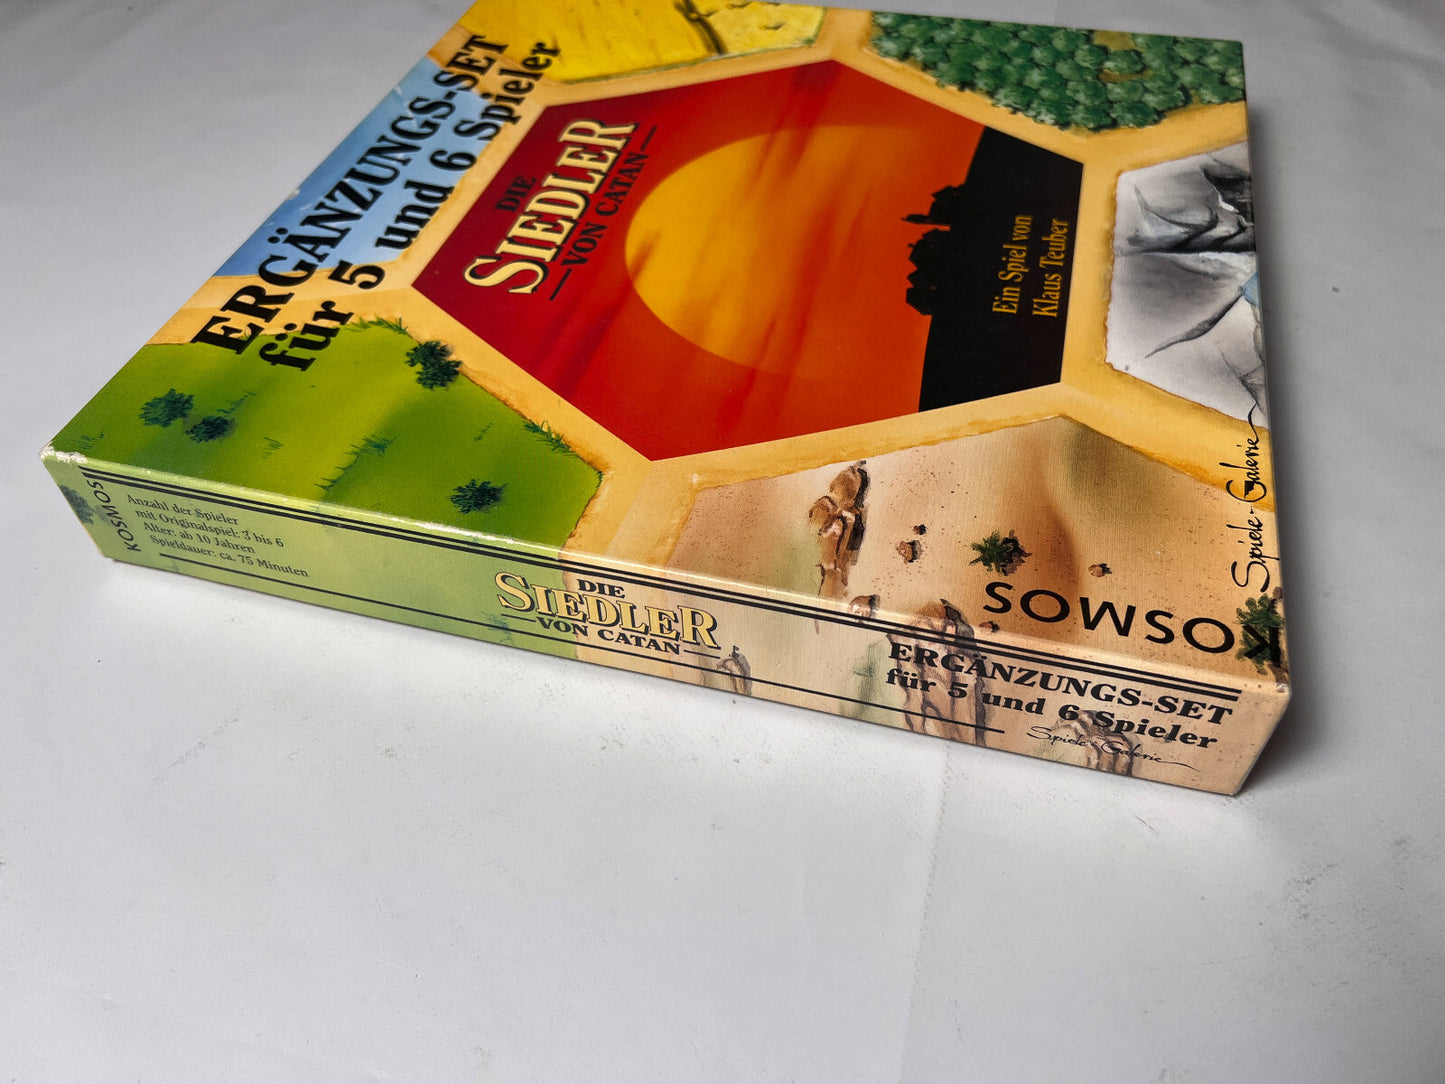 ERGÄNZUNGS-SET
für 5 und 6 Spieler
DIE
SIEDLER
VON CATAN
Ein Spiel von
Klaus Teuber
Spiele-Galerie
KOSMOS
KOSMOS
Anzahl der Spieler
mit Originalspiel: 3 bis 6
Alter: ab 10 Jahren
Spieldauer: ca. 75 Minuten
DIE
SIEDLER
VON CATAN
ERGÄNZUNGS-SET
für 5 und 6 Spieler
Spiele-Galerie